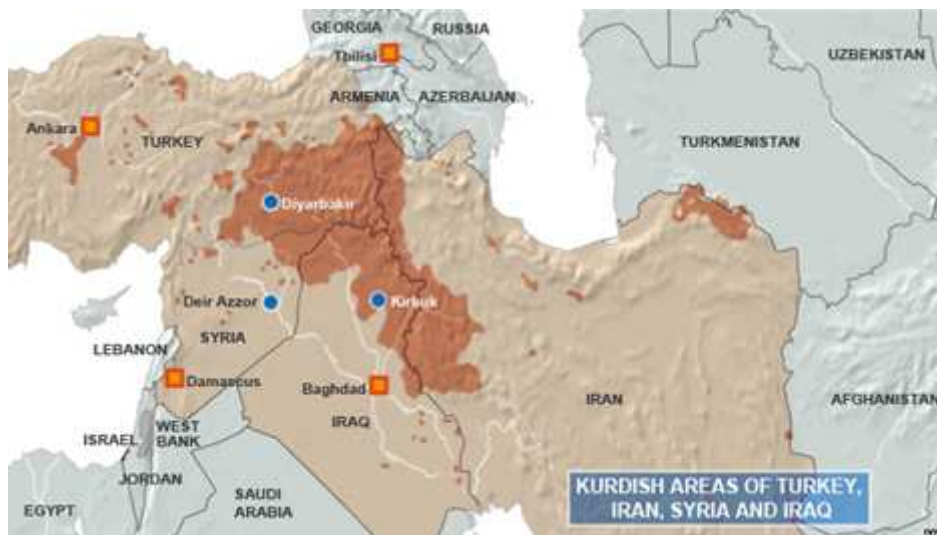 GEORGIA
RUSSIA
Tbilisi
UZBEKISTAN
ARMENIA
AZERBAIJAN
Ankara
TURKEY
TURKMENISTAN
Diyarbakir
Deir Azzor
Kirkuk
SYRIA
LEBANON
Damascus
Baghdad
IRAN
AFGHANISTAN
IRAQ
WEST
BANK
ISRAEL
JORDAN
SAUDI
ARABIA
EGYPT
KURDISH AREAS OF TURKEY,
IRAN, SYRIA AND IRAQ